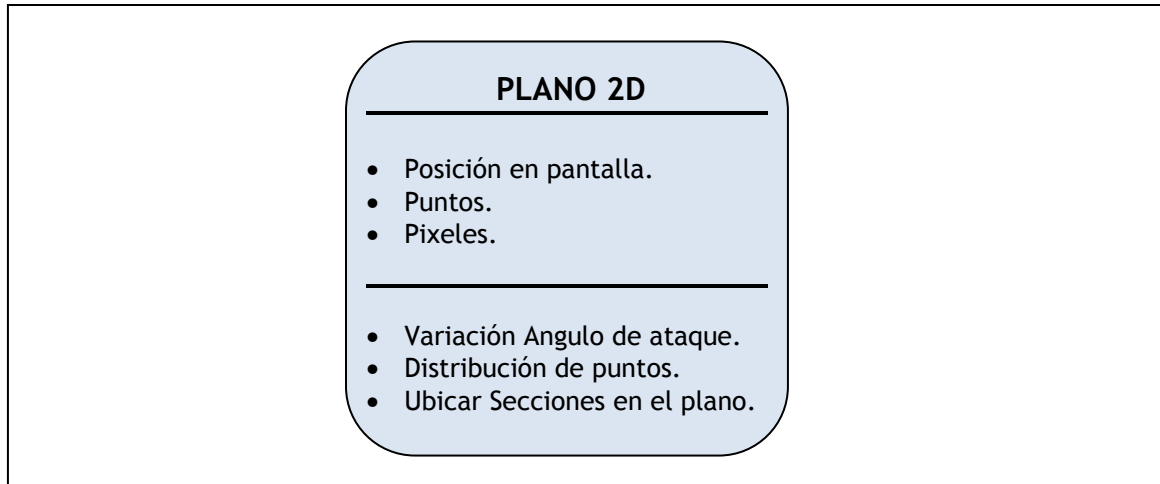 PLANO 2D
• Posición en pantalla.
• Puntos.
• Pixeles.
• Variación Angulo de ataque.
• Distribución de puntos.
• Ubicar Secciones en el plano.